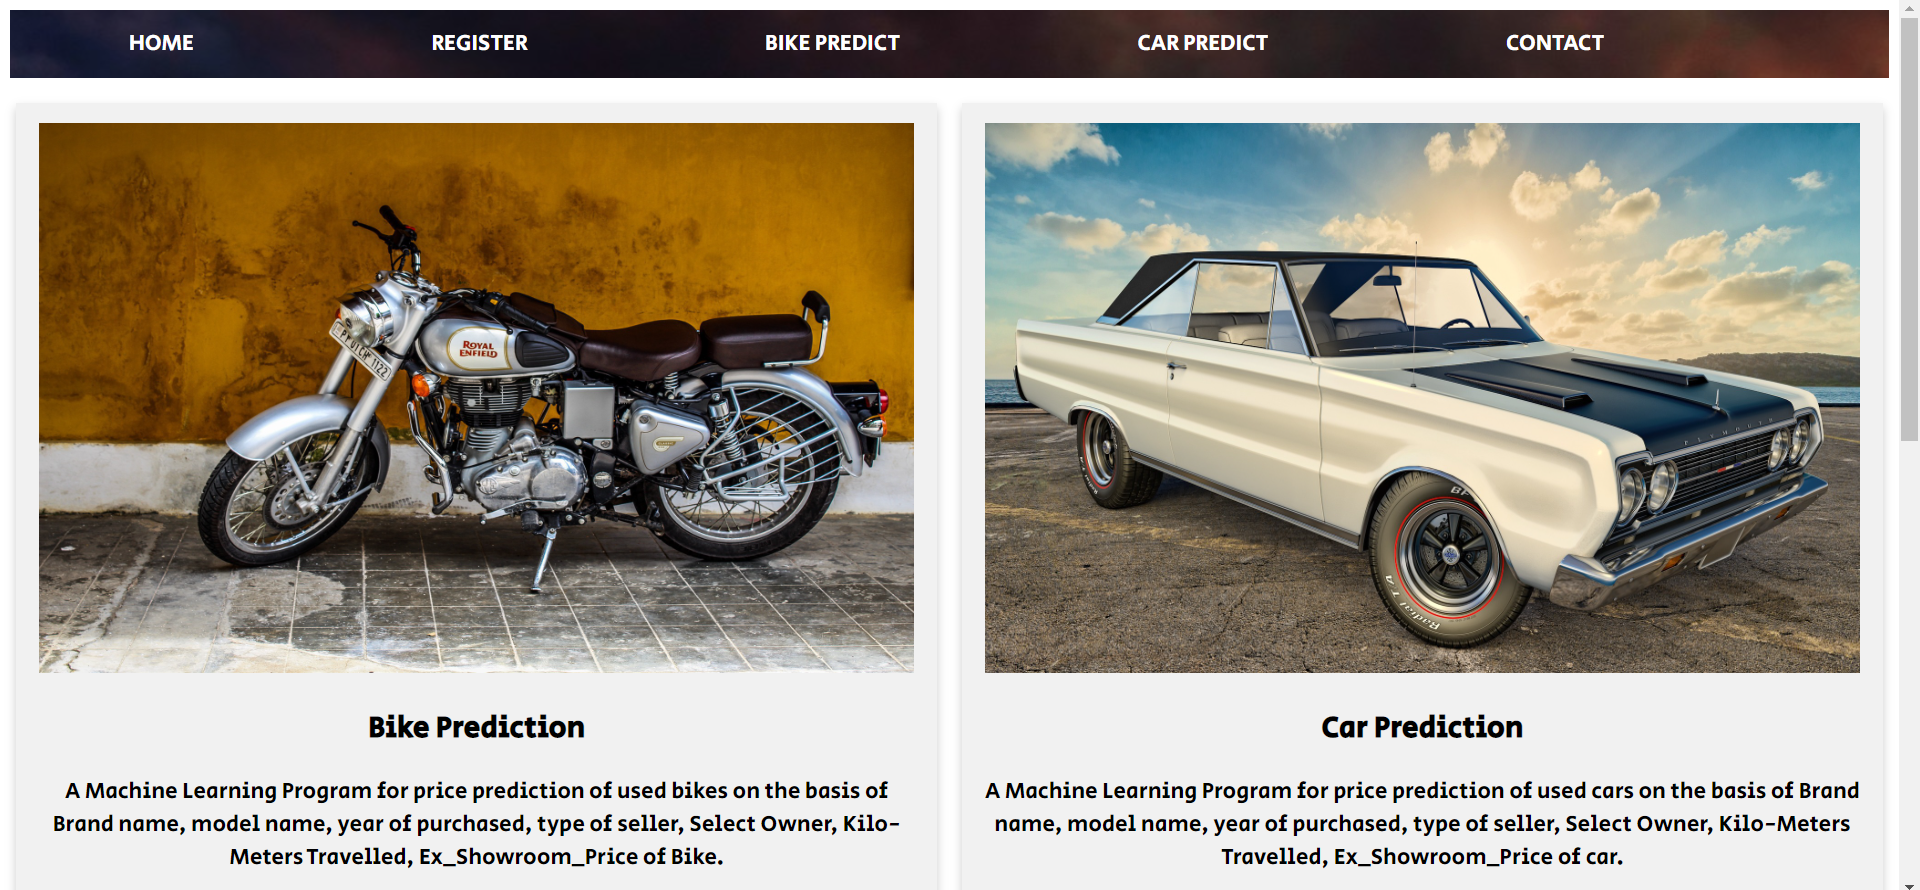 HOME REGISTER BIKE PREDICT CAR PREDICT CONTACT
ROYAL
ENFIELD
PLYMOUTH
Radial T/A
Bike Prediction
A Machine Learning Program for price prediction of used bikes on the basis of
Brand name, model name, year of purchased, type of seller, Select Owner, Kilo-
Meters Travelled, Ex_Showroom_Price of Bike.
Car Prediction
A Machine Learning Program for price prediction of used cars on the basis of Brand
name, model name, year of purchased, type of seller, Select Owner, Kilo-Meters
Travelled, Ex_Showroom_Price of car.